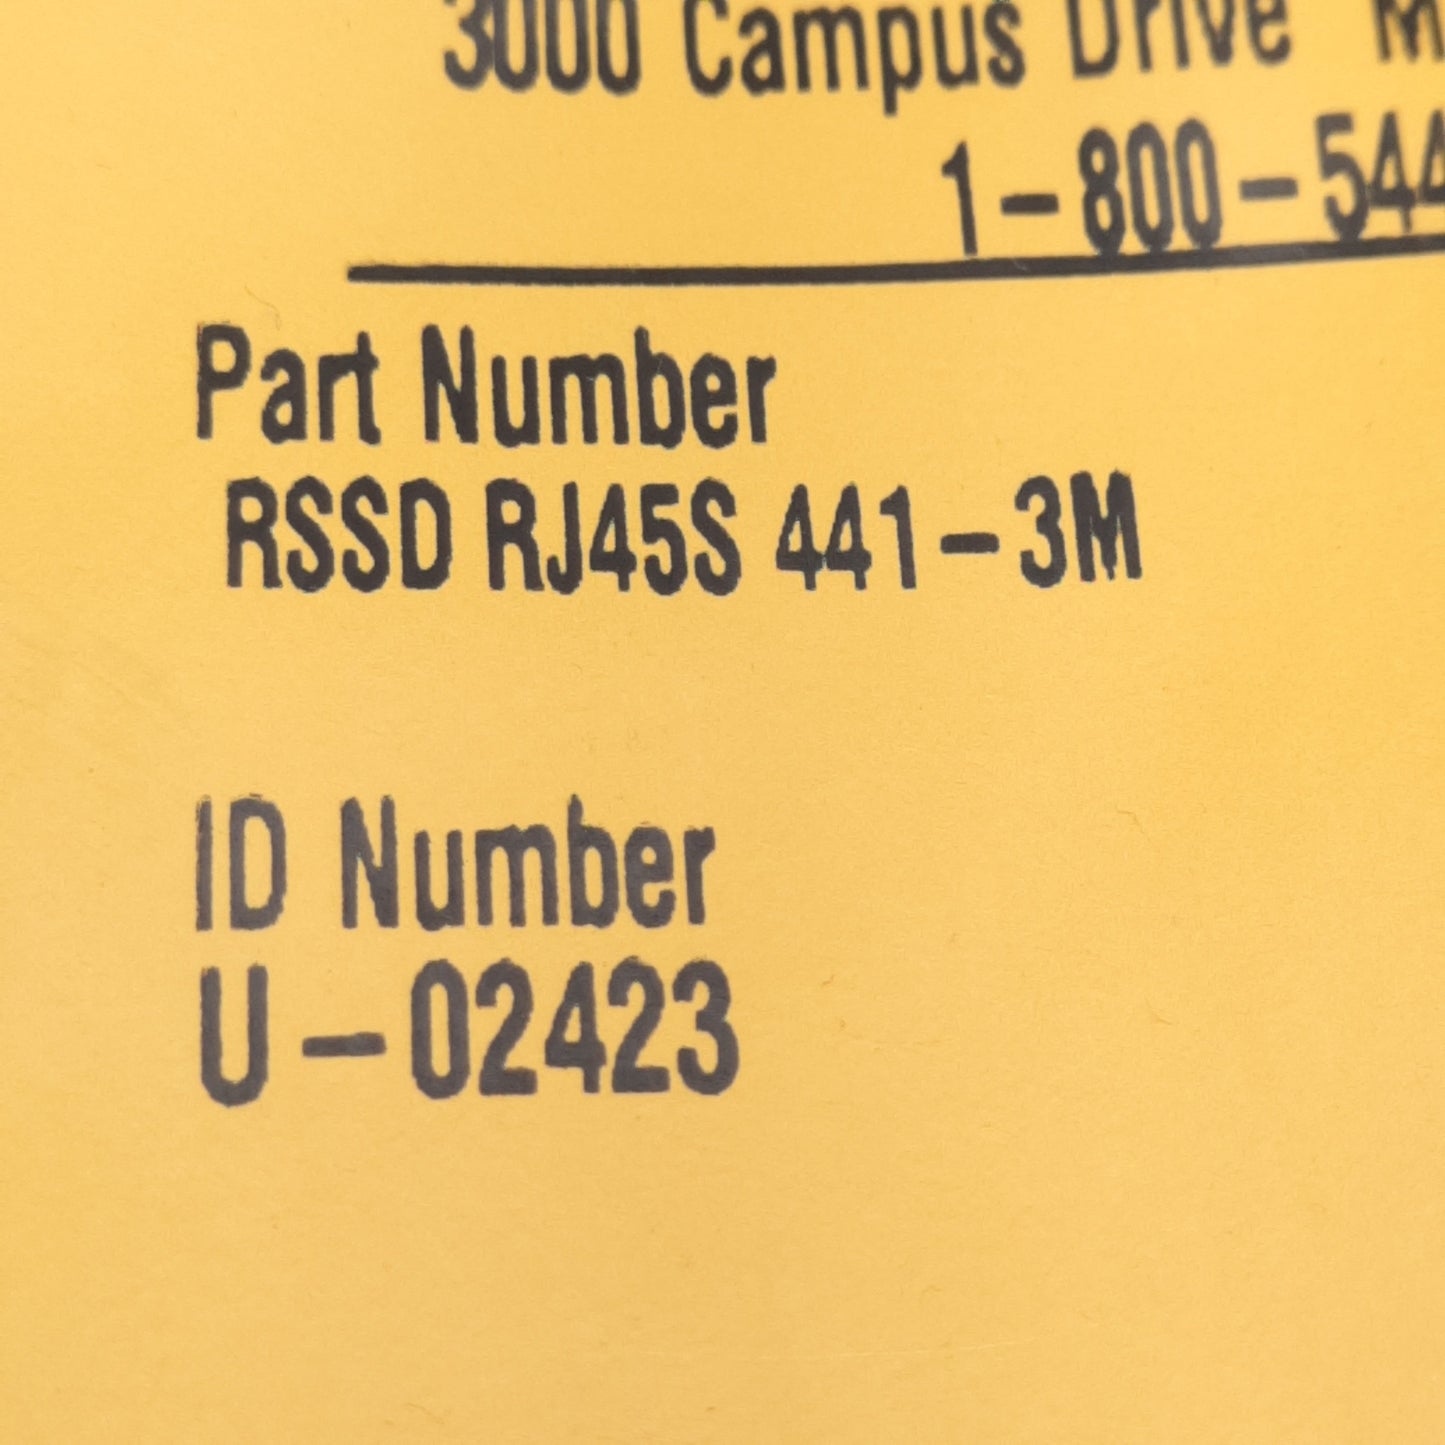 3000 Campus Drive M
1-800-544
Part Number
RSSD RJ45S 441-3M
ID Number
U-02423